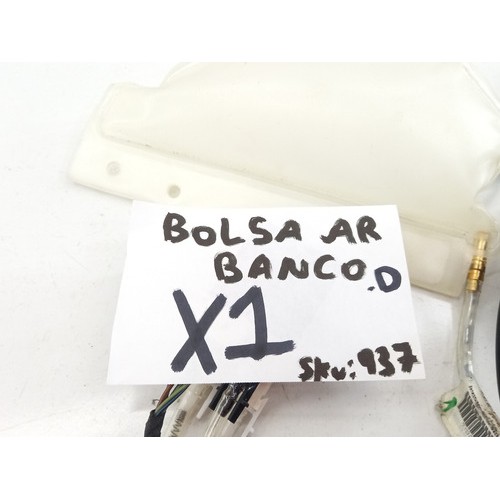 BOLSA AR
BANCO.D
X1
SKU:937